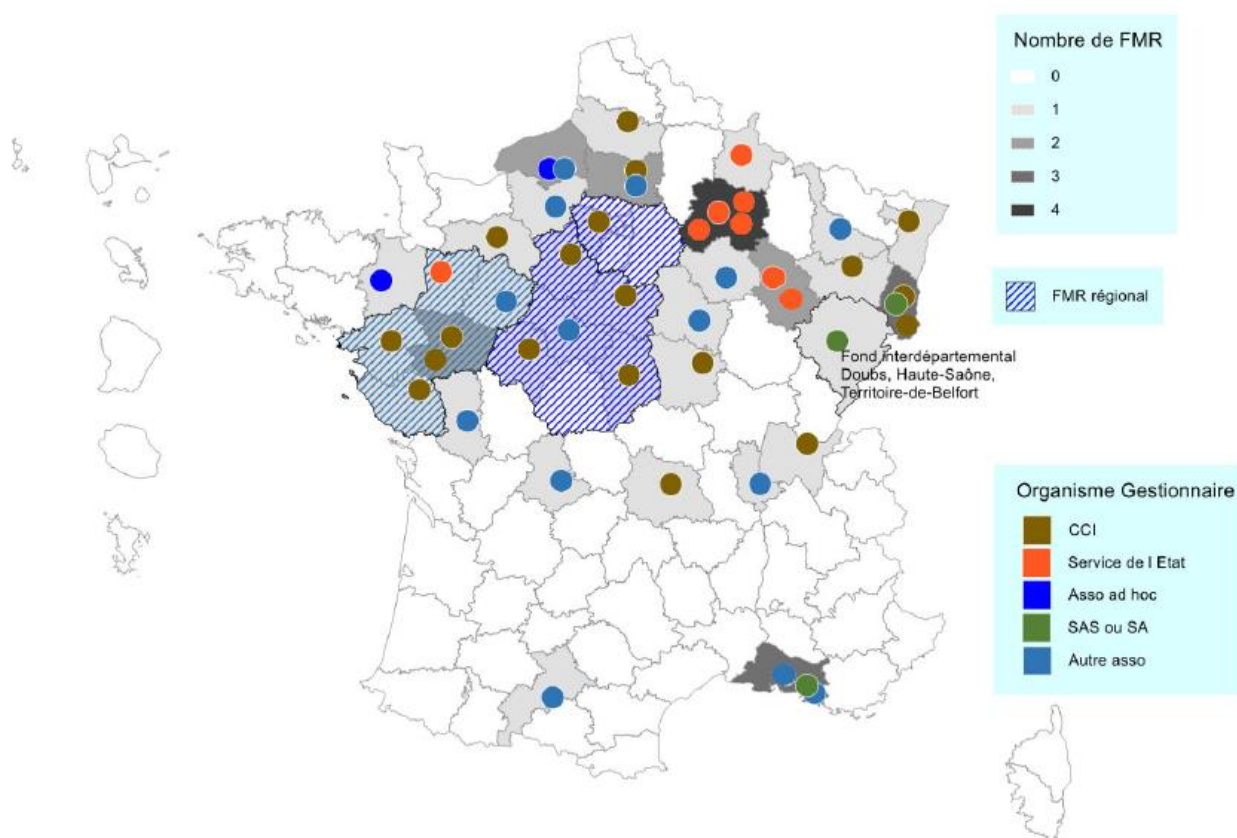 Nombre de FMR
0
1
2
3
4
FMR régional
Fond interdépartemental
Doubs, Haute-Saône,
Territoire-de-Belfort
Organisme Gestionnaire
CCI
Service de l Etat
Asso ad hoc
SAS ou SA
Autre asso